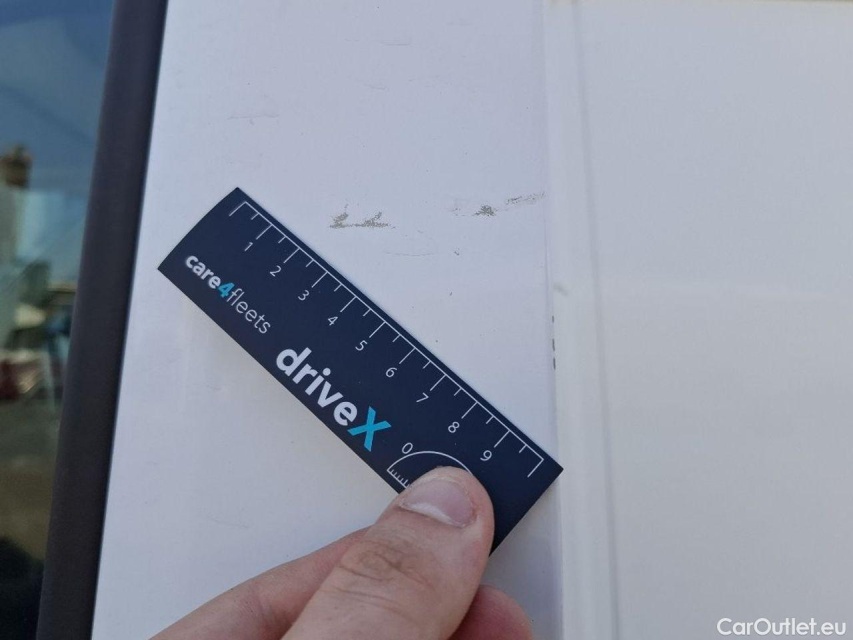 1 2 3 4 5 6 7 8 9
care4fleets
driveX
0
CarOutlet.eu